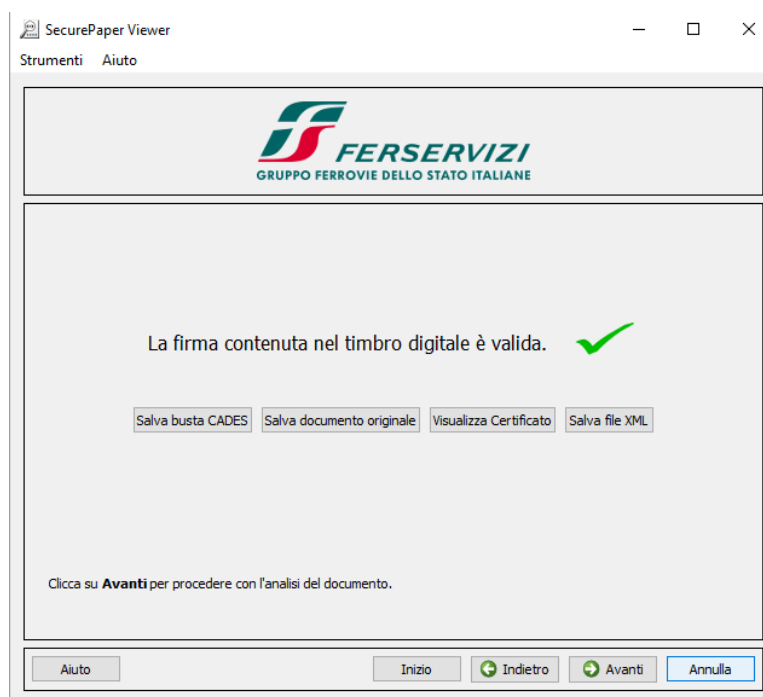 SecurePaper Viewer
Strumenti Aiuto
FERSERVIZI
GRUPPO FERROVIE DELLO STATO ITALIANE
La firma contenuta nel timbro digitale è valida.
Salva busta CADES Salva documento originale Visualizza Certificato Salva file XML
Clicca su Avanti per procedere con l'analisi del documento.
Aiuto Inizio Indietro Avanti Annulla